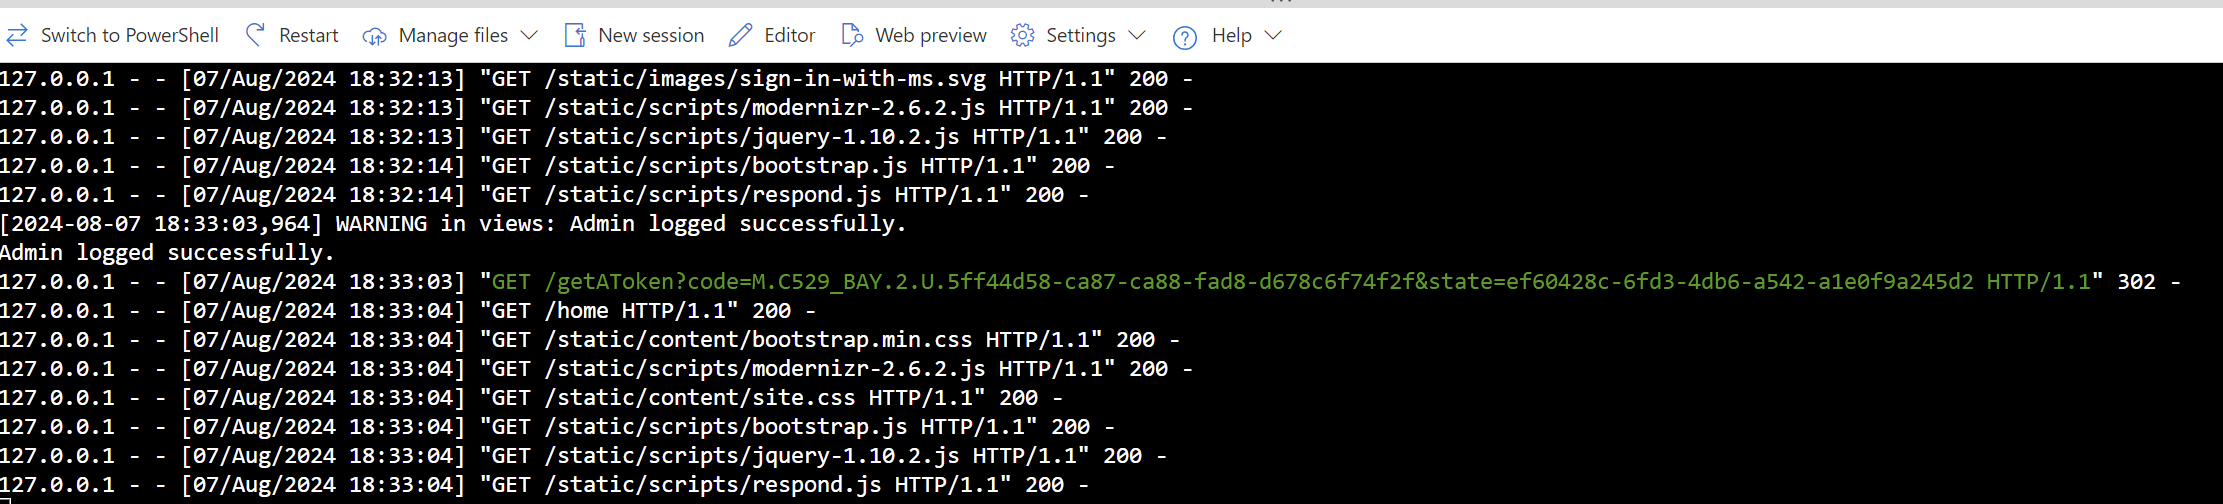 Switch to PowerShell Restart Manage files New session Editor Web preview Settings Help
127.0.0.1 - - [07/Aug/2024 18:32:13] "GET /static/images/sign-in-with-ms.svg HTTP/1.1" 200 -
127.0.0.1 - - [07/Aug/2024 18:32:13] "GET /static/scripts/modernizr-2.6.2.js HTTP/1.1" 200 -
127.0.0.1 - - [07/Aug/2024 18:32:13] "GET /static/scripts/jquery-1.10.2.js HTTP/1.1" 200 -
127.0.0.1 - - [07/Aug/2024 18:32:14] "GET /static/scripts/bootstrap.js HTTP/1.1" 200 -
127.0.0.1 - - [07/Aug/2024 18:32:14] "GET /static/scripts/respond.js HTTP/1.1" 200 -
[2024-08-07 18:33:03,964] WARNING in views: Admin logged successfully.
Admin logged successfully.
127.0.0.1 - - [07/Aug/2024 18:33:03] "GET /getAToken?code=M.C529_BAY.2.U.5ff44d58-ca87-ca88-fad8-d678c6f74f2f&state=ef60428c-6fd3-4db6-a542-a1e0f9a245d2 HTTP/1.1" 302 -
127.0.0.1 - - [07/Aug/2024 18:33:04] "GET /home HTTP/1.1" 200 -
127.0.0.1 - - [07/Aug/2024 18:33:04] "GET /static/content/bootstrap.min.css HTTP/1.1" 200 -
127.0.0.1 - - [07/Aug/2024 18:33:04] "GET /static/scripts/modernizr-2.6.2.js HTTP/1.1" 200 -
127.0.0.1 - - [07/Aug/2024 18:33:04] "GET /static/content/site.css HTTP/1.1" 200 -
127.0.0.1 - - [07/Aug/2024 18:33:04] "GET /static/scripts/bootstrap.js HTTP/1.1" 200 -
127.0.0.1 - - [07/Aug/2024 18:33:04] "GET /static/scripts/jquery-1.10.2.js HTTP/1.1" 200 -
127.0.0.1 - - [07/Aug/2024 18:33:04] "GET /static/scripts/respond.js HTTP/1.1" 200 -